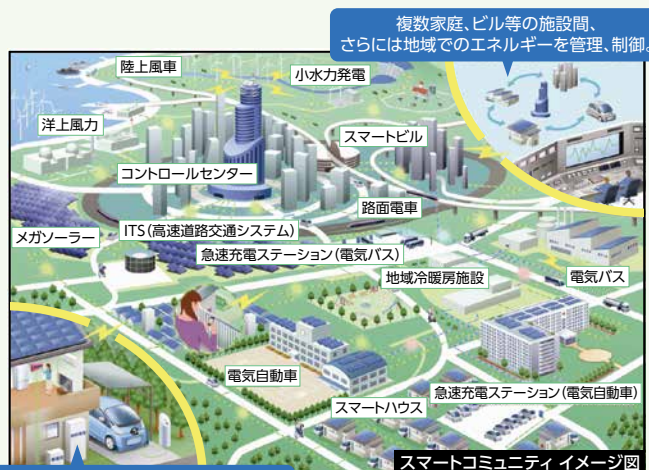 複数家庭、ビル等の施設間、
さらには地域でのエネルギーを管理、制御。
陸上風車
小水力発電
洋上風力
スマートビル
コントロールセンター
路面電車
メガソーラー
ITS(高速道路交通システム)
急速充電ステーション(電気バス)
地域冷暖房施設
電気バス
電気自動車
急速充電ステーション(電気自動車)
スマートハウス
スマートコミュニティ イメージ図